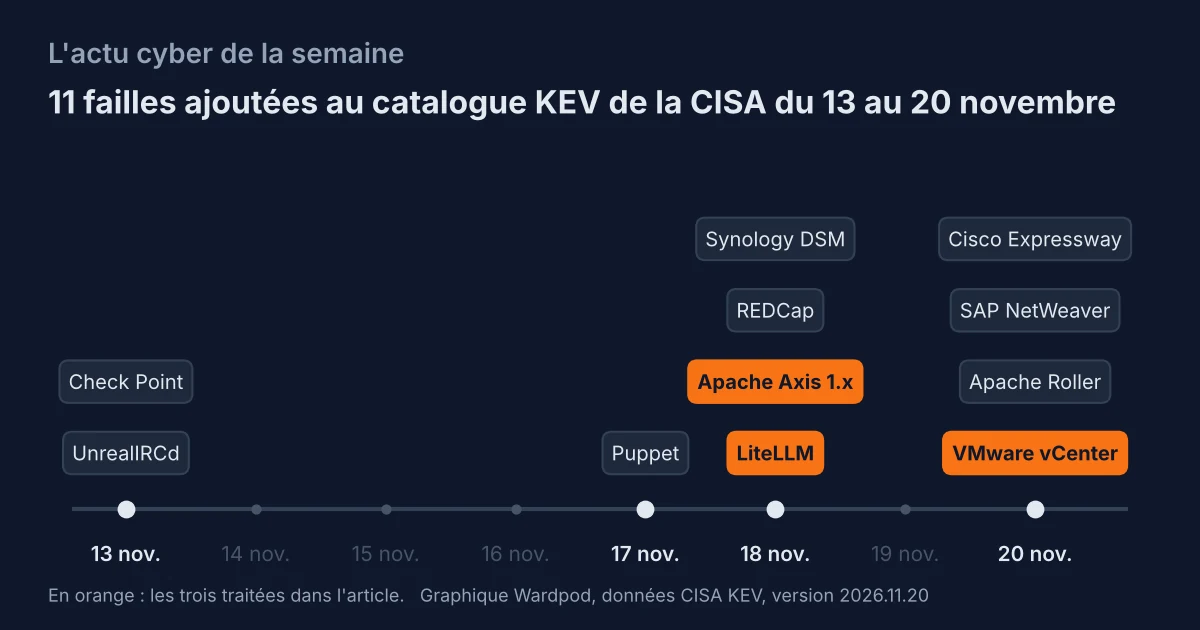 L'actu cyber de la semaine
11 failles ajoutées au catalogue KEV de la CISA du 13 au 20 novembre
Synology DSM
Cisco Expressway
REDCap
SAP NetWeaver
Check Point
Apache Axis 1.x
Apache Roller
UnrealIRCd
Puppet
LiteLLM
VMware vCenter
13 nov.
14 nov.
15 nov.
16 nov.
17 nov.
18 nov.
19 nov.
20 nov.
En orange : les trois traitées dans l'article. Graphique Wardpod, données CISA KEV, version 2026.11.20